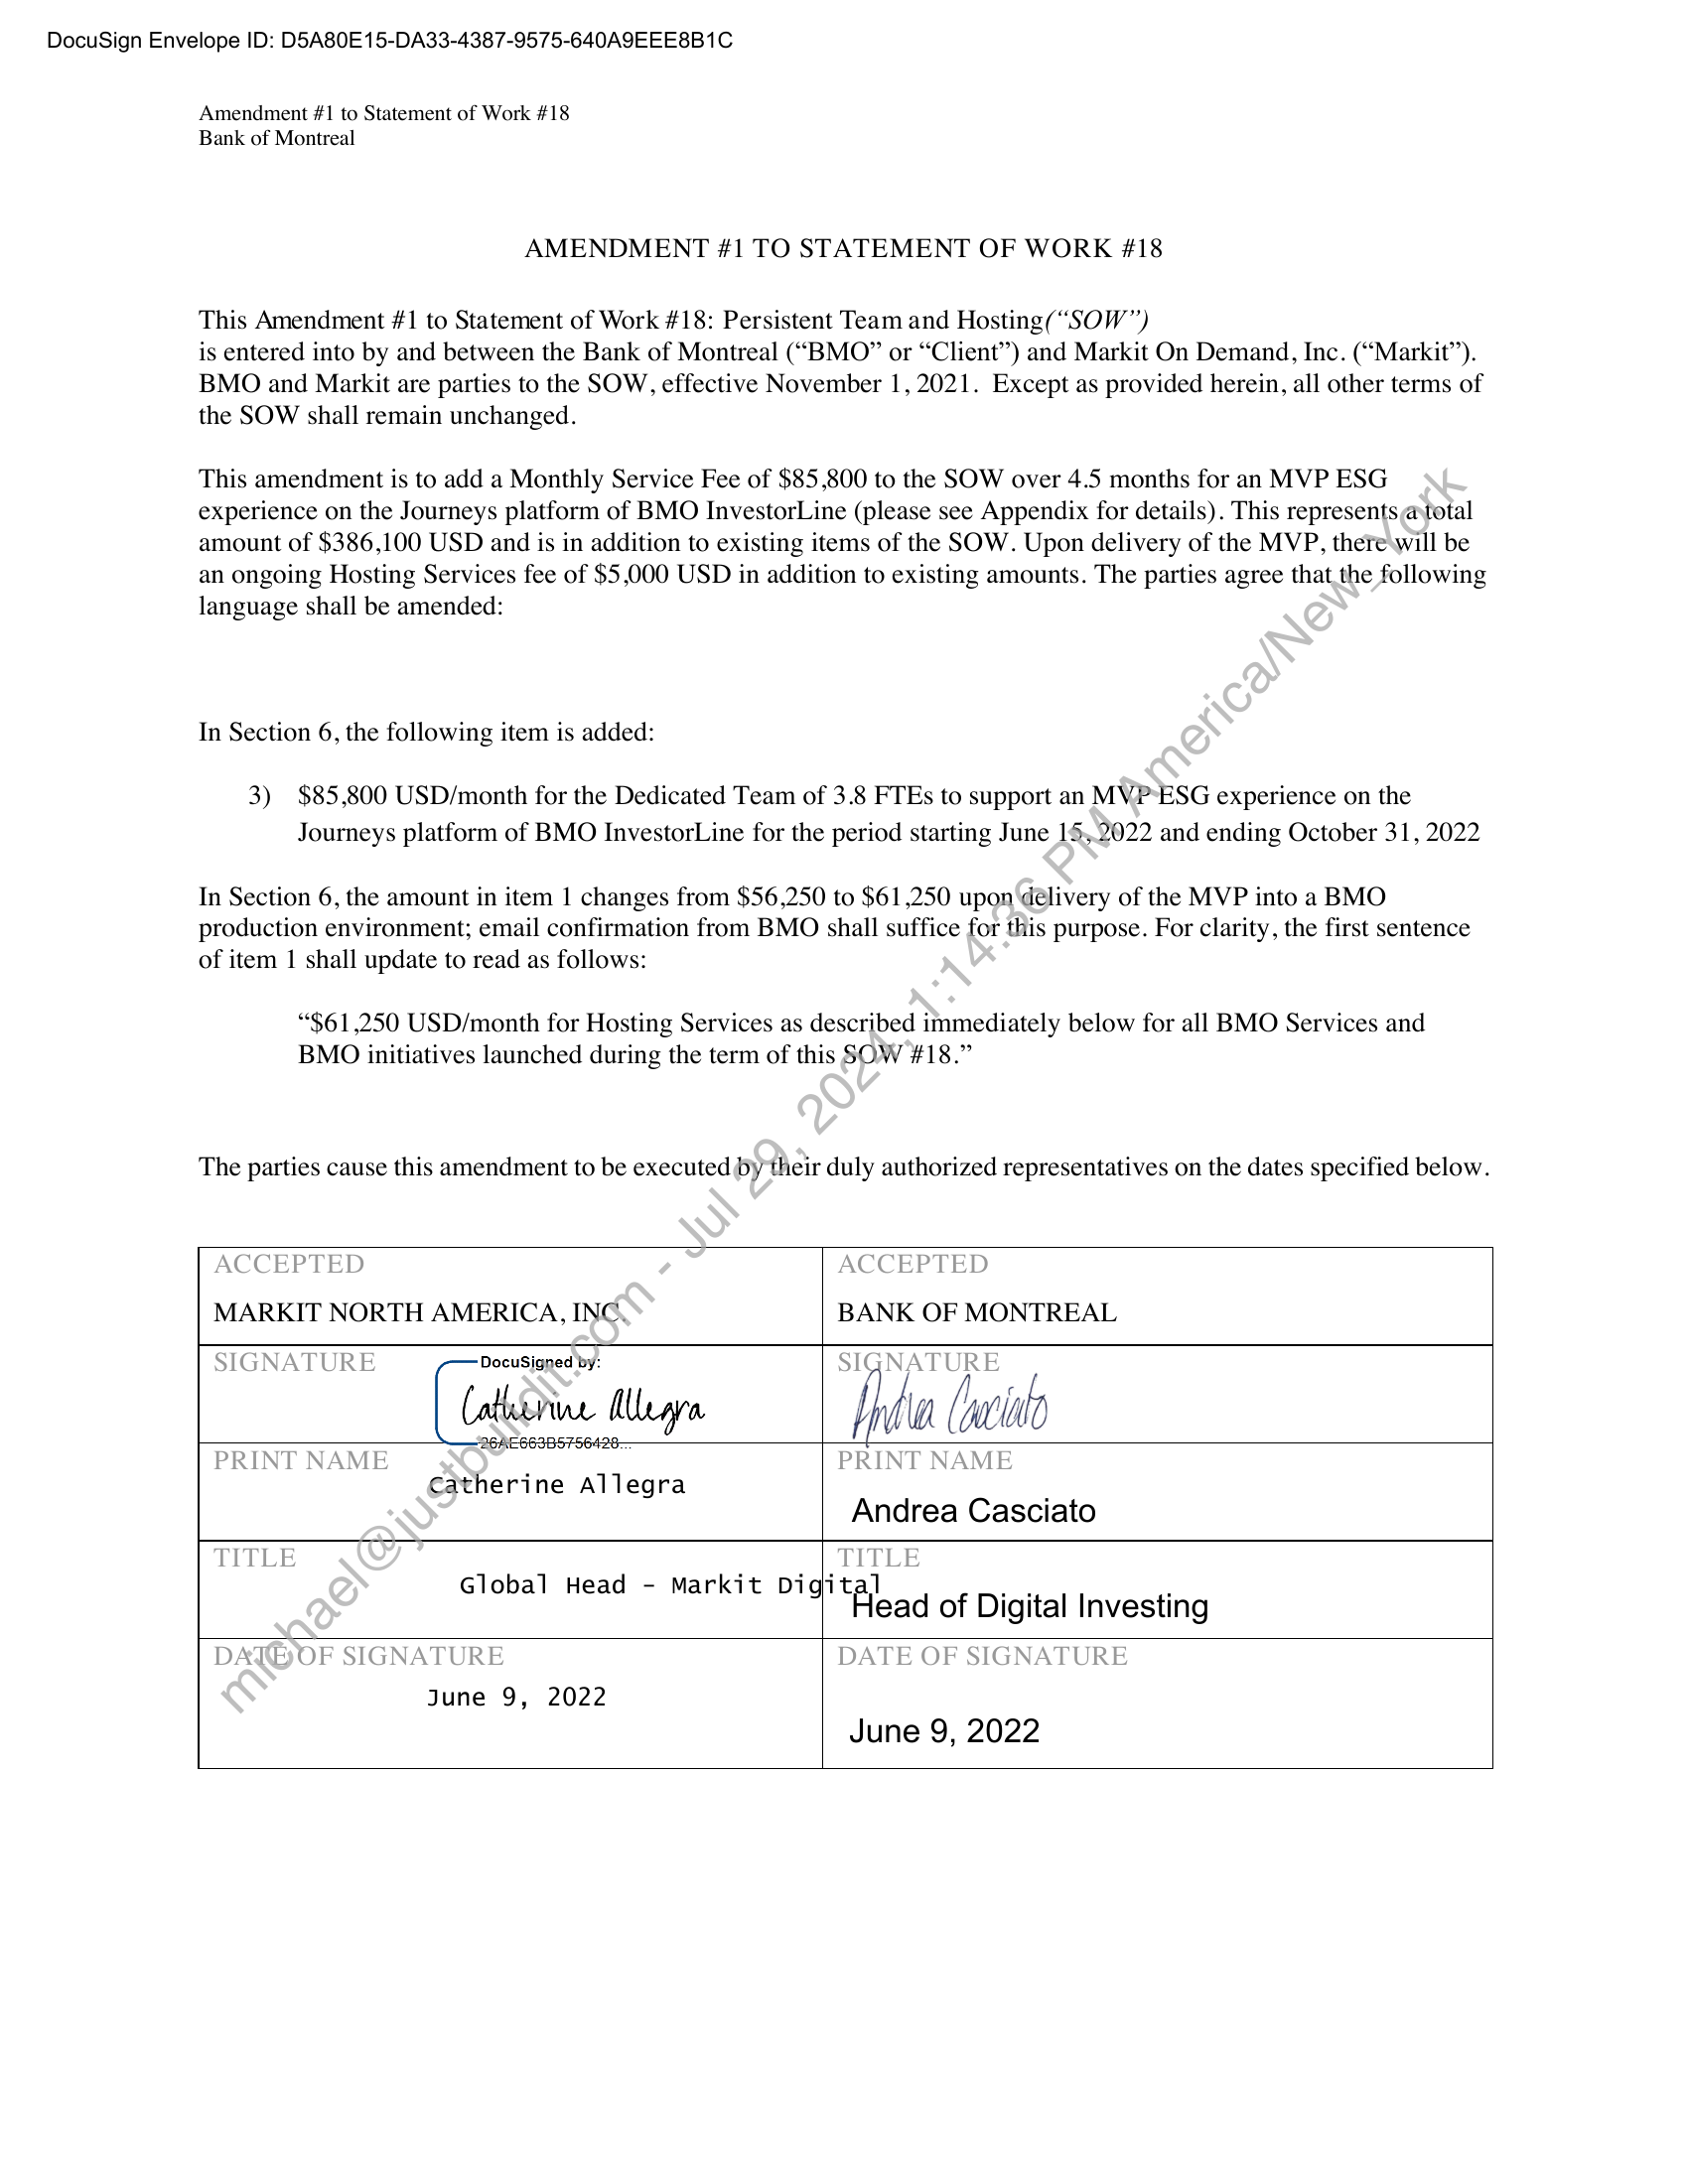 DocuSign Envelope ID: D5A80E15-DA33-4387-9575-640A9EEE8B1C
Amendment #1 to Statement of Work #18
Bank of Montreal
AMENDMENT #1 TO STATEMENT OF WORK #18
This Amendment #1 to Statement of Work #18: Persistent Team and Hosting(“SOW”)
is entered into by and between the Bank of Montreal (“BMO” or “Client”) and Markit On Demand, Inc. (“Markit”).
BMO and Markit are parties to the SOW, effective November 1, 2021. Except as provided herein, all other terms of
the SOW shall remain unchanged.
This amendment is to add a Monthly Service Fee of $85,800 to the SOW over 4.5 months for an MVP ESG
experience on the Journeys platform of BMO InvestorLine (please see Appendix for details). This represents a total
amount of $386,100 USD and is in addition to existing items of the SOW. Upon delivery of the MVP, there will be
an ongoing Hosting Services fee of $5,000 USD in addition to existing amounts. The parties agree that the following
language shall be amended:
In Section 6, the following item is added:
3) $85,800 USD/month for the Dedicated Team of 3.8 FTEs to support an MVP ESG experience on the
Journeys platform of BMO InvestorLine for the period starting June 15, 2022 and ending October 31, 2022
In Section 6, the amount in item 1 changes from $56,250 to $61,250 upon delivery of the MVP into a BMO
production environment; email confirmation from BMO shall suffice for this purpose. For clarity, the first sentence
of item 1 shall update to read as follows:
“$61,250 USD/month for Hosting Services as described immediately below for all BMO Services and
BMO initiatives launched during the term of this SOW #18.”
The parties cause this amendment to be executed by their duly authorized representatives on the dates specified below.
ACCEPTED
MARKIT NORTH AMERICA, INC.
ACCEPTED
BANK OF MONTREAL
SIGNATURE
DocuSigned by:
Catherine Allegra
26AE663B5756428...
SIGNATURE
Andrea Casciato
PRINT NAME
Catherine Allegra
PRINT NAME
Andrea Casciato
TITLE
Global Head - Markit Digital
TITLE
Head of Digital Investing
DATE OF SIGNATURE
June 9, 2022
DATE OF SIGNATURE
June 9, 2022
michael@justbuildit.com - Jul 29, 2024, 1:14:36 PM America/New_York